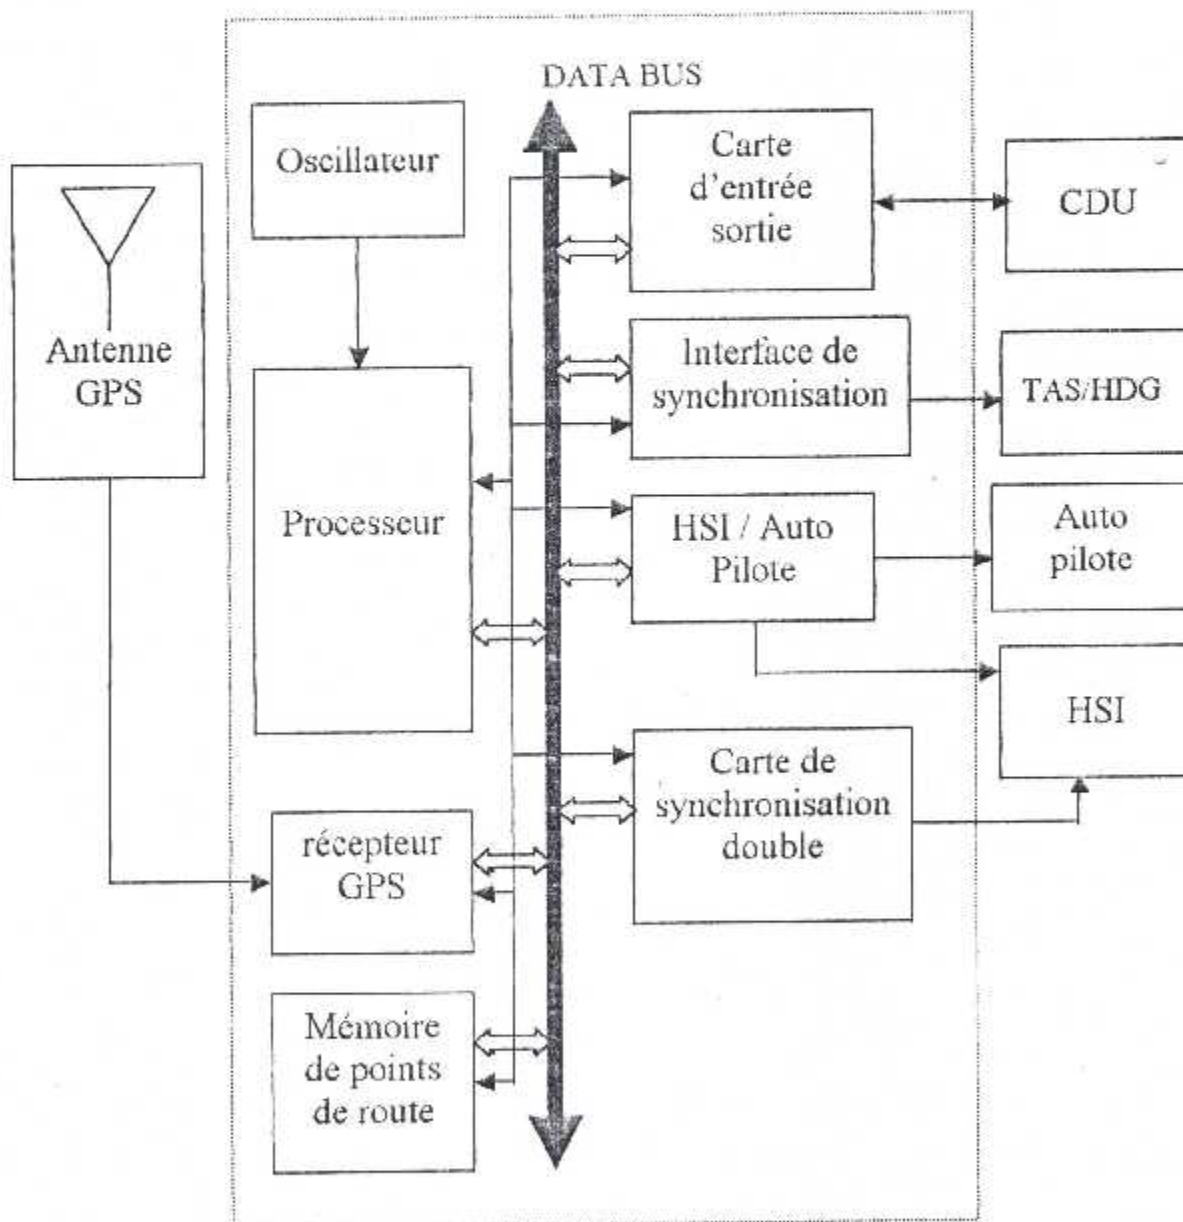 DATA BUS
Oscillateur
Carte
d'entrée
sortie
CDU
Antenne
GPS
Interface de
synchronisation
TAS/HDG
Processeur
HSI / Auto
Pilote
Auto
pilote
HSI
Carte de
synchronisation
double
récepteur
GPS
Mémoire
de points
de route